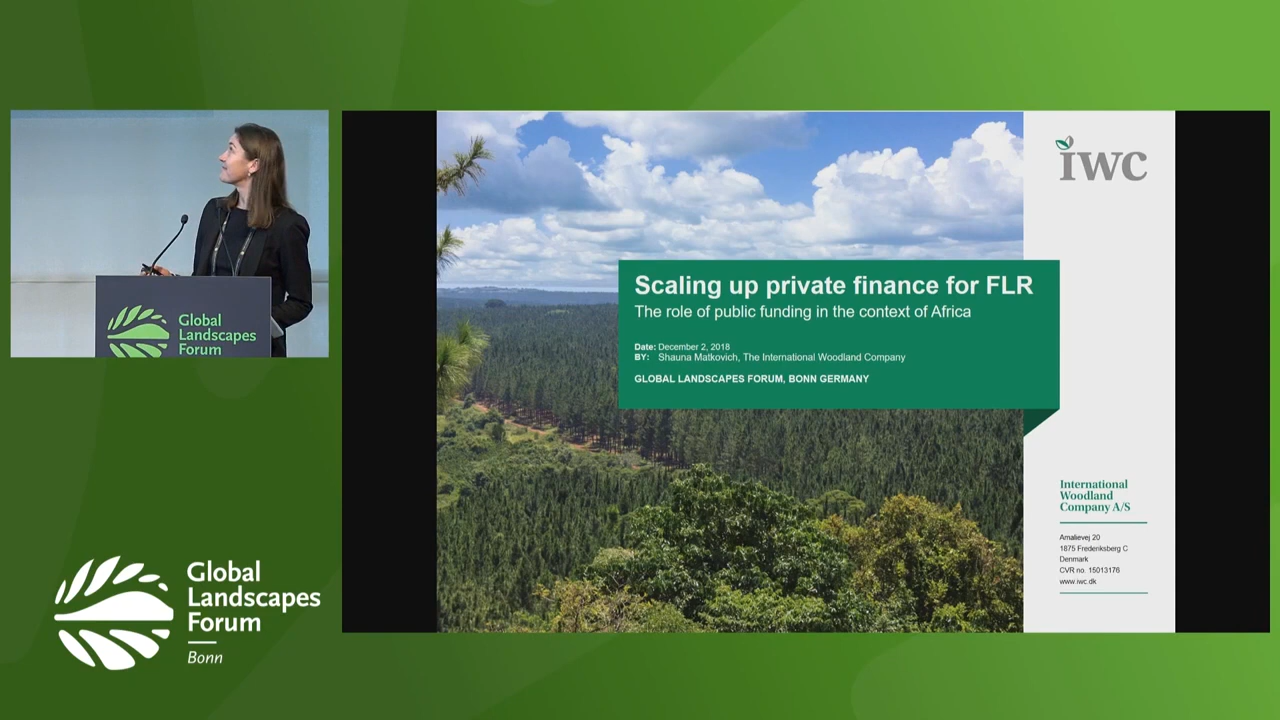 Global
Landscapes
Forum
Global
Landscapes
Forum
Bonn
iwc
Scaling up private finance for FLR
The role of public funding in the context of Africa
Date: December 2, 2018
BY: Shauna Matkovich, The International Woodland Company
GLOBAL LANDSCAPES FORUM, BONN GERMANY
International
Woodland
Company A/S
Amalievej 20
1875 Frederiksberg C
Denmark
CVR no. 15013176
www.iwc.dk